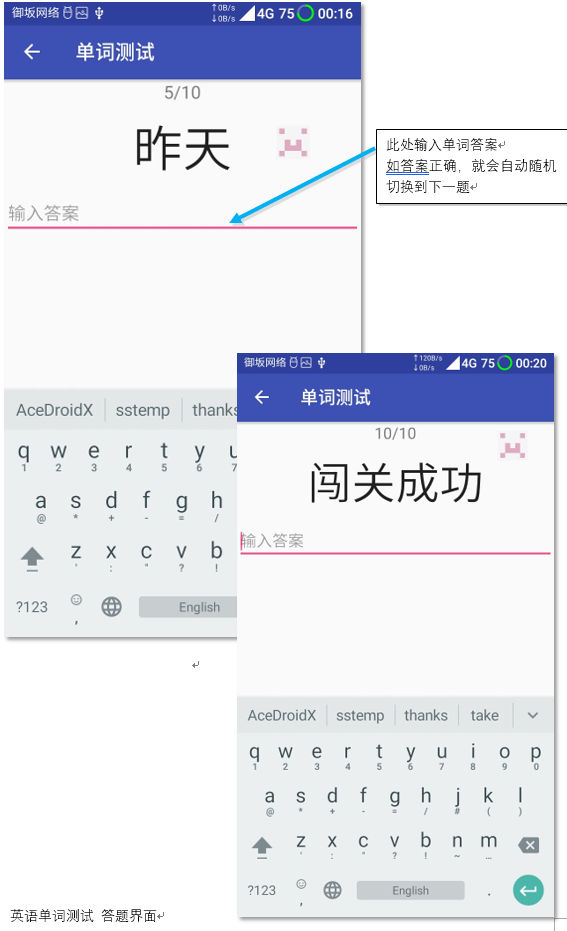 御坂网络 ↑0B/s ↓0B/s 4G 75 00:16
← 单词测试
5/10
昨天
输入答案
此处输入单词答案
如答案正确，就会自动随机
切换到下一题
AceDroidX sstemp thanks
q w e r t y u
1 2 3 4 5 6 7
a s d f g h
@ * + - = /
z x c v b
' : " ? !
?123 , English
御坂网络 ↑120B/s ↓0B/s 4G 75 00:20
← 单词测试
10/10
闯关成功
输入答案
AceDroidX sstemp thanks take
q w e r t y u i o p
1 2 3 4 5 6 7 8 9 0
a s d f g h j k l
@ * + - = / # ( )
z x c v b n m
' : " ? ! ~ …
?123 , English .
英语单词测试 答题界面